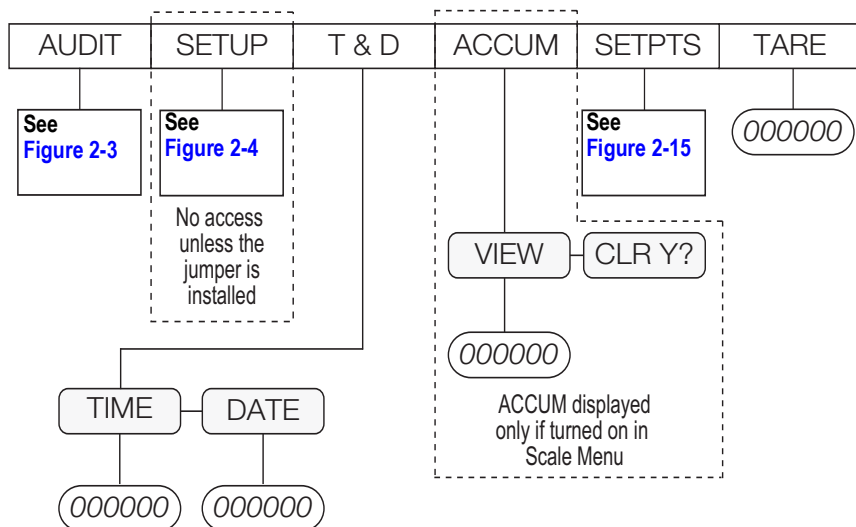 AUDIT SETUP T & D ACCUM SETPTS TARE
See
Figure 2-3
See
Figure 2-4
See
Figure 2-15
000000
No access
unless the
jumper is
installed
VIEW CLR Y?
000000
TIME DATE
ACCUM displayed
only if turned on in
Scale Menu
000000 000000